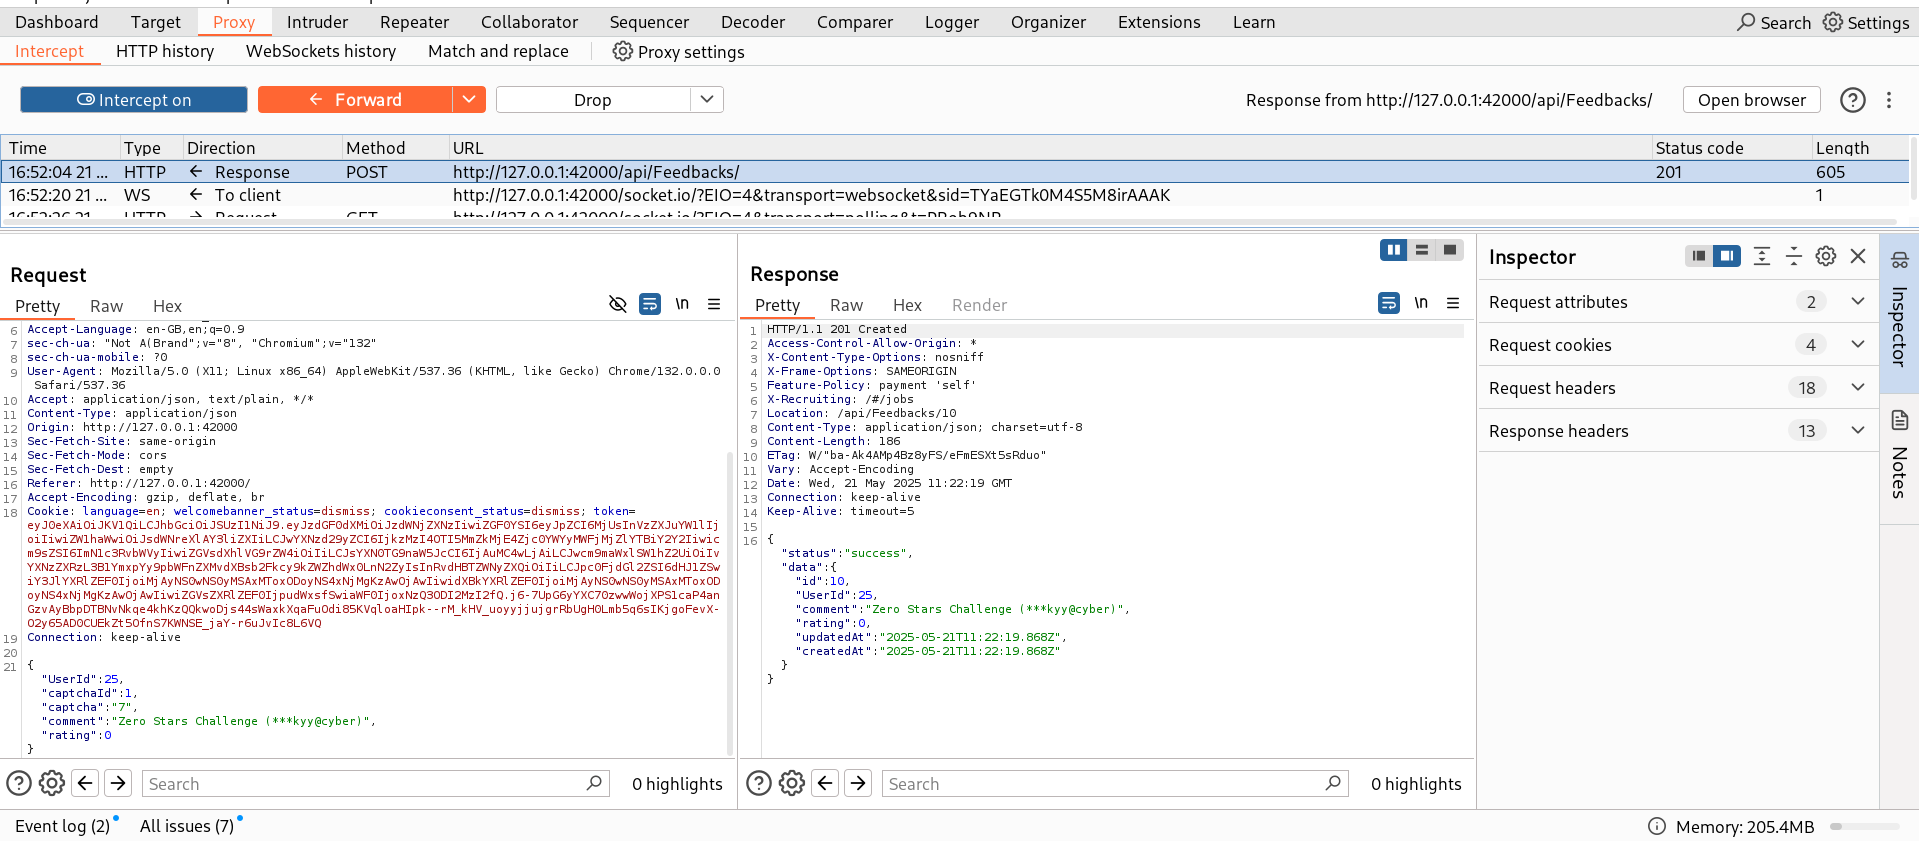 Dashboard Target Proxy Intruder Repeater Collaborator Sequencer Decoder Comparer Logger Organizer Extensions Learn Search Settings
Intercept HTTP history WebSockets history Match and replace Proxy settings
Intercept on Forward Drop Response from http://127.0.0.1:42000/api/Feedbacks/ Open browser
Time Type Direction Method URL Status code Length
16:52:04 21 ... HTTP Response POST http://127.0.0.1:42000/api/Feedbacks/ 201 605
16:52:20 21 ... WS To client http://127.0.0.1:42000/socket.io/?EIO=4&transport=websocket&sid=TYaEGTk0M4S5M8irAAAK 1
Request
Pretty Raw Hex
\n
6 Accept-Language: en-GB,en;q=0.9
7 sec-ch-ua: "Not A(Brand";v="8", "Chromium";v="132"
8 sec-ch-ua-mobile: ?0
9 User-Agent: Mozilla/5.0 (X11; Linux x86_64) AppleWebKit/537.36 (KHTML, like Gecko) Chrome/132.0.0.0
Safari/537.36
10 Accept: application/json, text/plain, */*
11 Content-Type: application/json
12 Origin: http://127.0.0.1:42000
13 Sec-Fetch-Site: same-origin
14 Sec-Fetch-Mode: cors
15 Sec-Fetch-Dest: empty
16 Referer: http://127.0.0.1:42000/
17 Accept-Encoding: gzip, deflate, br
18 Cookie: language=en; welcomebanner_status=dismiss; cookieconsent_status=dismiss; token=
19 Connection: keep-alive
20
21 {
"UserId":25,
"captchaId":1,
"captcha":"7",
"comment":"Zero Stars Challenge (***kyy@cyber)",
"rating":0
}
Search 0 highlights
Response
Pretty Raw Hex Render
\n
1 HTTP/1.1 201 Created
2 Access-Control-Allow-Origin: *
3 X-Content-Type-Options: nosniff
4 X-Frame-Options: SAMEORIGIN
5 Feature-Policy: payment 'self'
6 X-Recruiting: /#/jobs
7 Location: /api/Feedbacks/10
8 Content-Type: application/json; charset=utf-8
9 Content-Length: 186
10 ETag: W/"ba-Ak4AMp4Bz8yFS/eFmESXt5sRduo"
11 Vary: Accept-Encoding
12 Date: Wed, 21 May 2025 11:22:19 GMT
13 Connection: keep-alive
14 Keep-Alive: timeout=5
15
16 {
"status":"success",
"data":{
"id":10,
"UserId":25,
"comment":"Zero Stars Challenge (***kyy@cyber)",
"rating":0,
"updatedAt":"2025-05-21T11:22:19.868Z",
"createdAt":"2025-05-21T11:22:19.868Z"
}
}
Search 0 highlights
Inspector
Request attributes 2
Request cookies 4
Request headers 18
Response headers 13
Inspector
Notes
Event log (2) All issues (7) Memory: 205.4MB